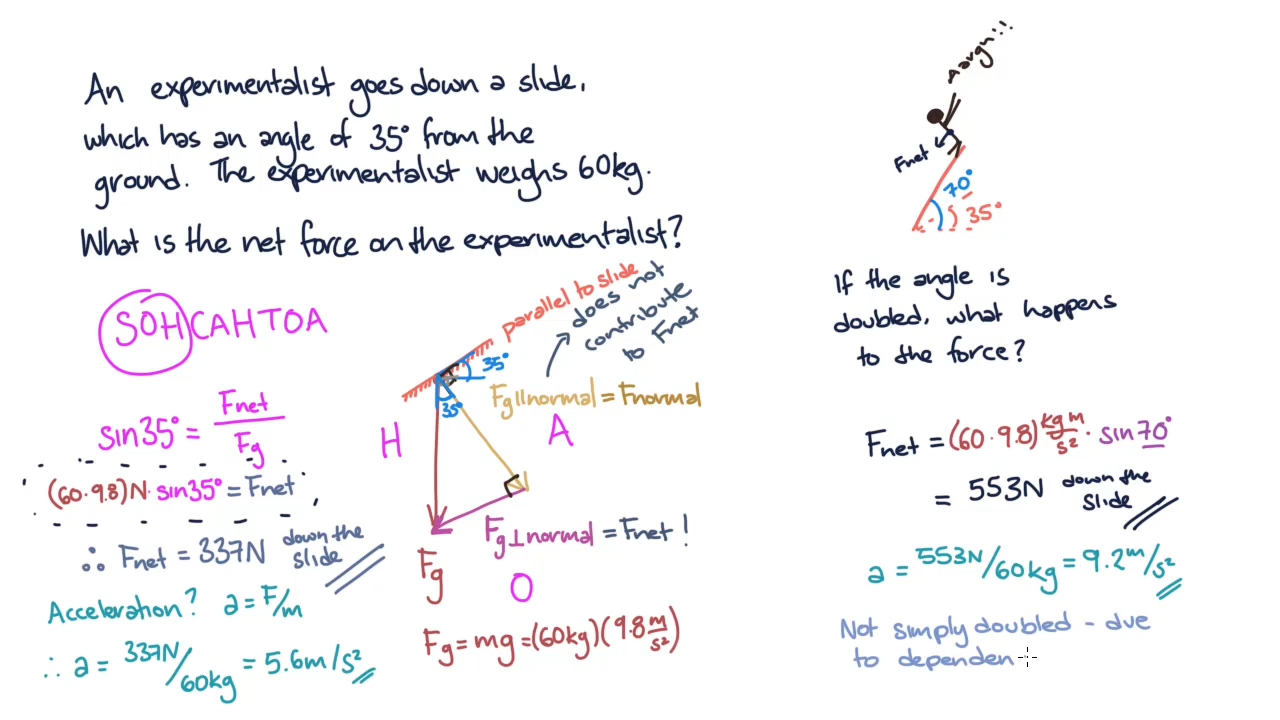 An experimentalist goes down a slide,
which has an angle of 35° from the
ground. The experimentalist weighs 60kg.
What is the net force on the experimentalist?
SOHCAHTOA
sin35° = Fnet/Fg
(60·9.8)N·sin35° = Fnet
∴ Fnet = 337N down the slide
Acceleration? a = F/m
∴ a = 337N/60kg = 5.6m/s²
parallel to slide
does not
contribute
to Fnet
35°
35°
Fg||normal = Fnormal
H
A
Fg⊥normal = Fnet!
Fg
O
Fg = mg = (60kg)(9.8 m/s²)
Aargh!!
Fnet
70°
35°
If the angle is
doubled, what happens
to the force?
Fnet = (60·9.8) kg m/s² · sin70°
= 553N down the slide
a = 553N/60kg = 9.2 m/s²
Not simply doubled - due
to dependen